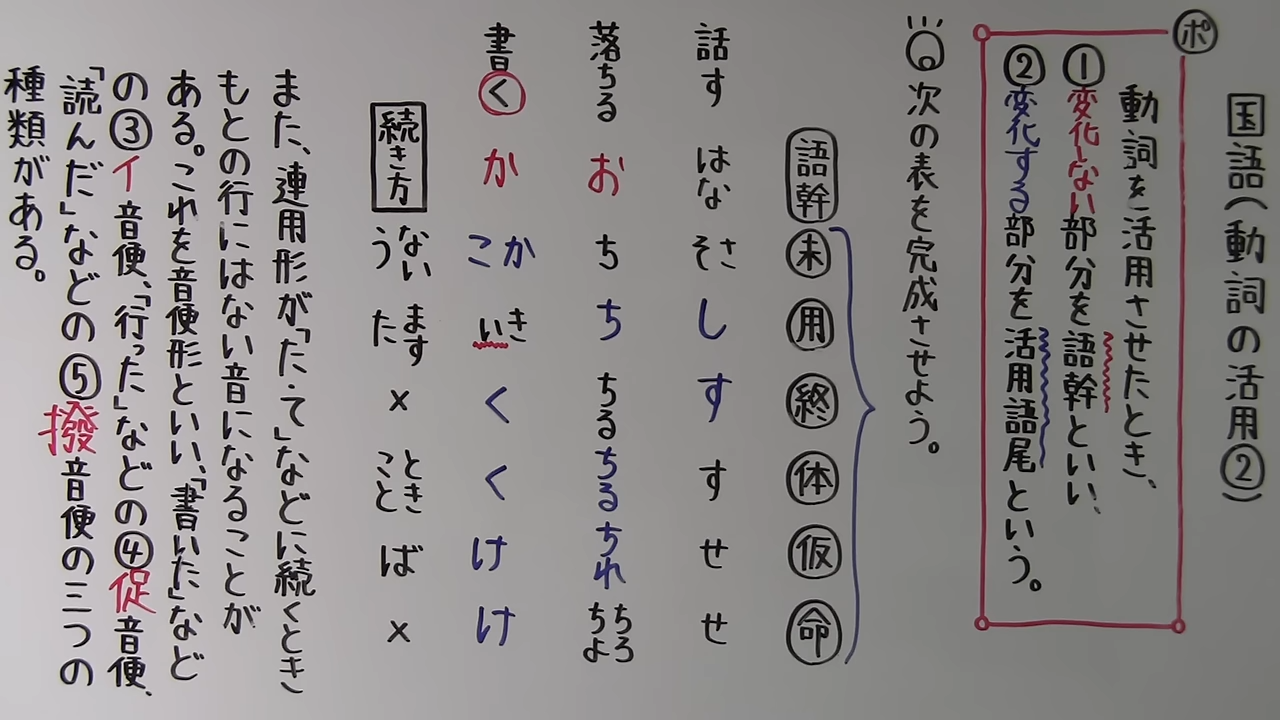 国語(動詞の活用②)
ポ
動詞を活用させたとき、
①変化しない部分を語幹といい、
②変化する部分を活用語尾という。
Q次の表を完成させよう。
語幹 未 用 終 体 仮 命
話す はな さそ し す す せ せ
落ちる お ち ち ちる ちる ちれ ちろちよ
書く か かこ きい く く け け
続き方 ないう ますた × ときこと ば ×
また、連用形が「た・て」などに続くとき
もとの行にはない音になることが
ある。これを音便形といい、「書いた」など
の③イ音便、「行った」などの④促音便、
「読んだ」などの⑤撥音便の三つの
種類がある。